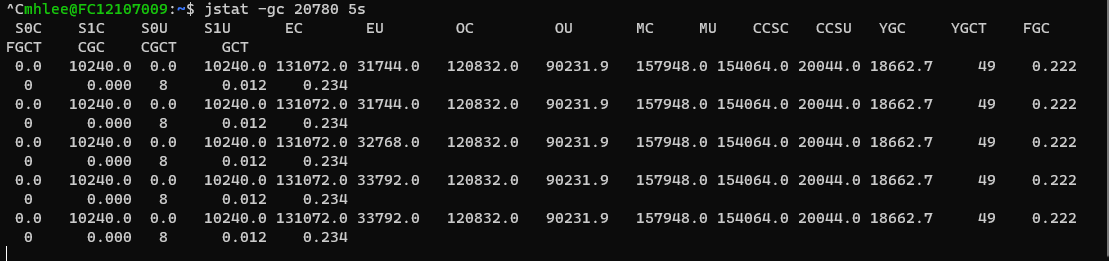 ^Cmhlee@FC12107009:~$ jstat -gc 20780 5s
S0C S1C S0U S1U EC EU OC OU MC MU CCSC CCSU YGC YGCT FGC
FGCT CGC CGCT GCT
0.0 10240.0 0.0 10240.0 131072.0 31744.0 120832.0 90231.9 157948.0 154064.0 20044.0 18662.7 49 0.222
0 0.000 8 0.012 0.234
0.0 10240.0 0.0 10240.0 131072.0 31744.0 120832.0 90231.9 157948.0 154064.0 20044.0 18662.7 49 0.222
0 0.000 8 0.012 0.234
0.0 10240.0 0.0 10240.0 131072.0 32768.0 120832.0 90231.9 157948.0 154064.0 20044.0 18662.7 49 0.222
0 0.000 8 0.012 0.234
0.0 10240.0 0.0 10240.0 131072.0 33792.0 120832.0 90231.9 157948.0 154064.0 20044.0 18662.7 49 0.222
0 0.000 8 0.012 0.234
0.0 10240.0 0.0 10240.0 131072.0 33792.0 120832.0 90231.9 157948.0 154064.0 20044.0 18662.7 49 0.222
0 0.000 8 0.012 0.234